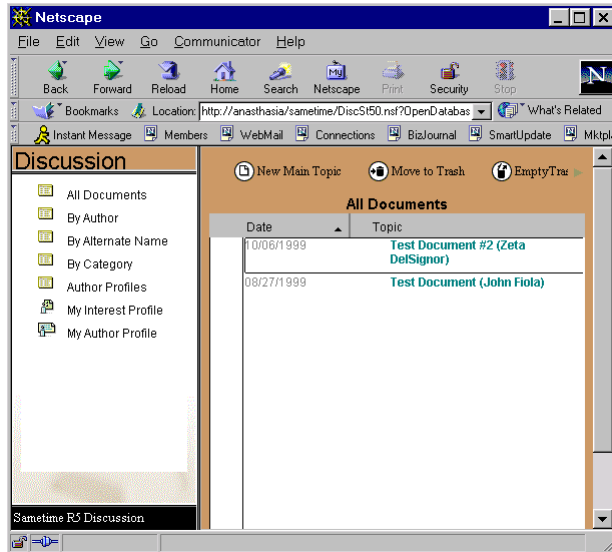 Netscape
File Edit View Go Communicator Help
Back Forward Reload Home Search Netscape Print Security Stop
N
Bookmarks Location: http://anasthasia/sametime/DiscSt50.nsf?OpenDatabas What's Related
Instant Message Members WebMail Connections BizJournal SmartUpdate Mktpl
Discussion
All Documents
By Author
By Alternate Name
By Category
Author Profiles
My Interest Profile
My Author Profile
Sametime R5 Discussion
New Main Topic Move to Trash EmptyTra
All Documents
Date Topic
10/06/1999 Test Document #2 (Zeta
DelSignor)
08/27/1999 Test Document (John Fiola)